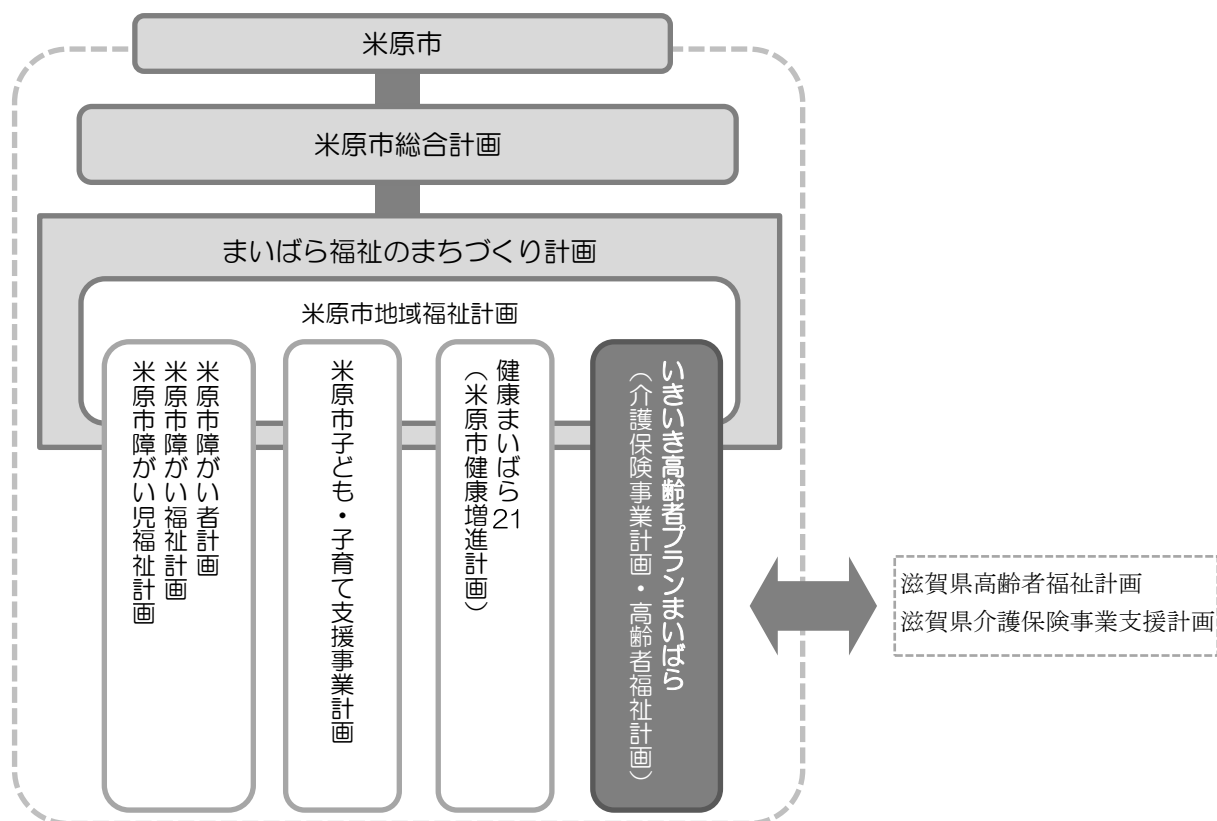 米原市
米原市総合計画
まいばら福祉のまちづくり計画
米原市地域福祉計画
米原市障がい者計画
米原市障がい福祉計画
米原市障がい児福祉計画
米原市子ども・子育て支援事業計画
健康まいばら21
（米原市健康増進計画）
いきいき高齢者プランまいばら
（介護保険事業計画・高齢者福祉計画）
滋賀県高齢者福祉計画
滋賀県介護保険事業支援計画